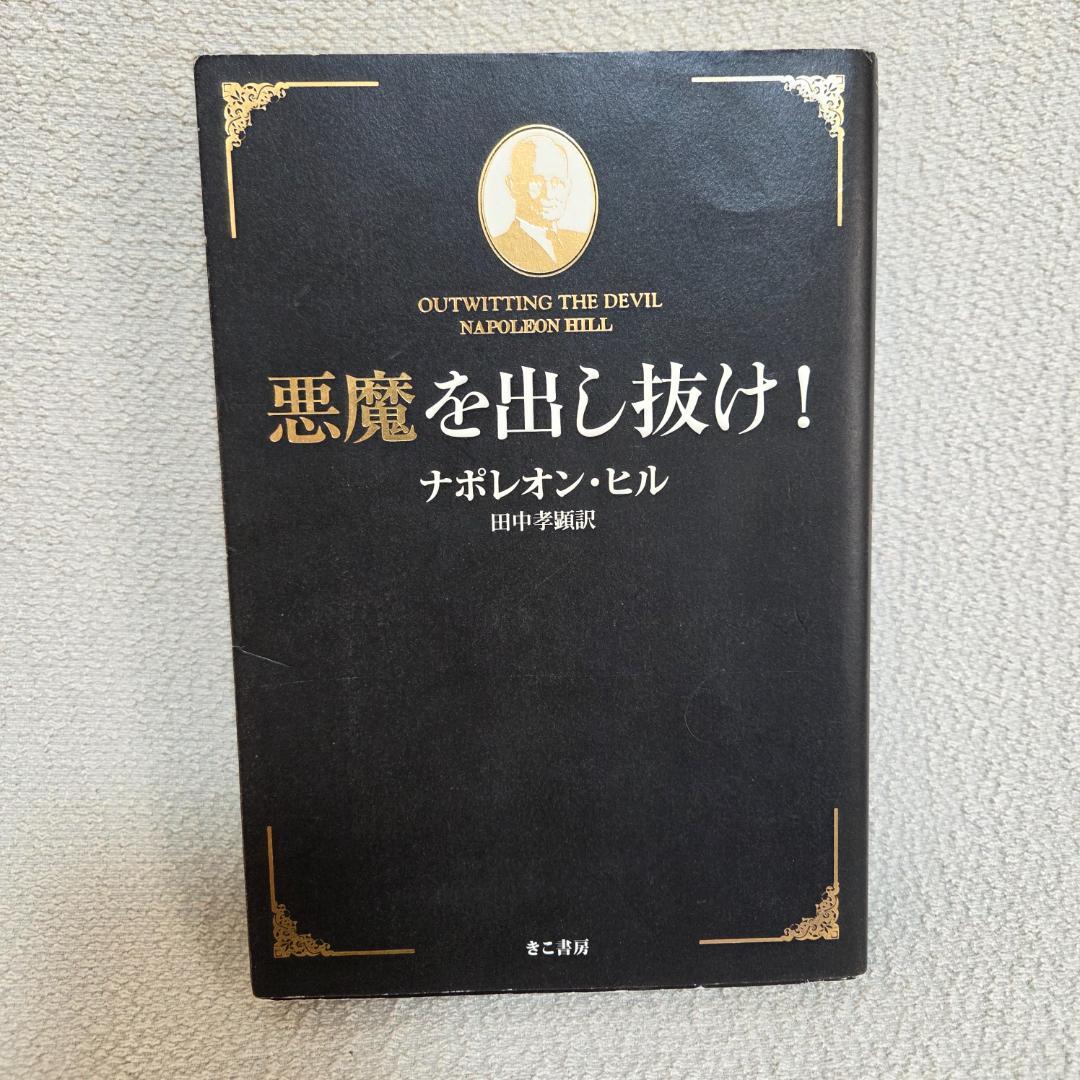 OUTWITTING THE DEVIL
NAPOLEON HILL
悪魔を出し抜け!
ナポレオン・ヒル
田中孝顕訳
きこ書房